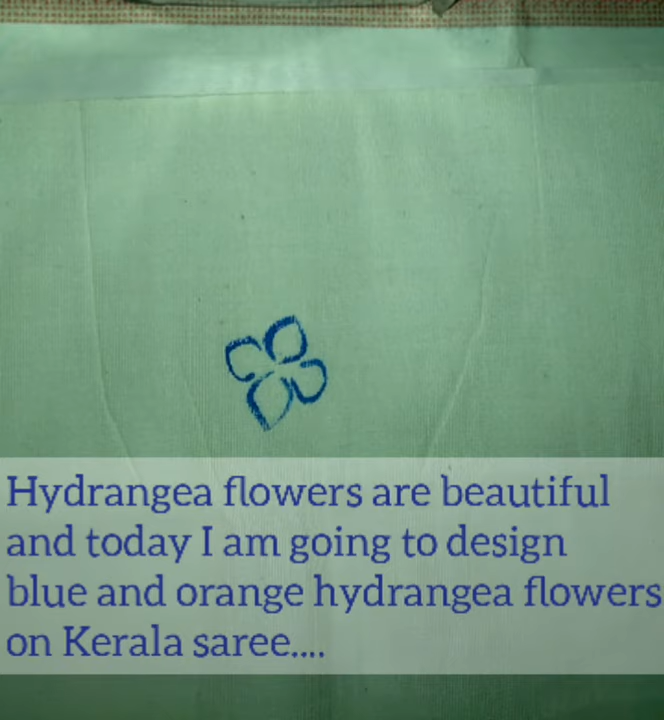 Hydrangea flowers are beautiful
and today I am going to design
blue and orange hydrangea flowers
on Kerala saree....